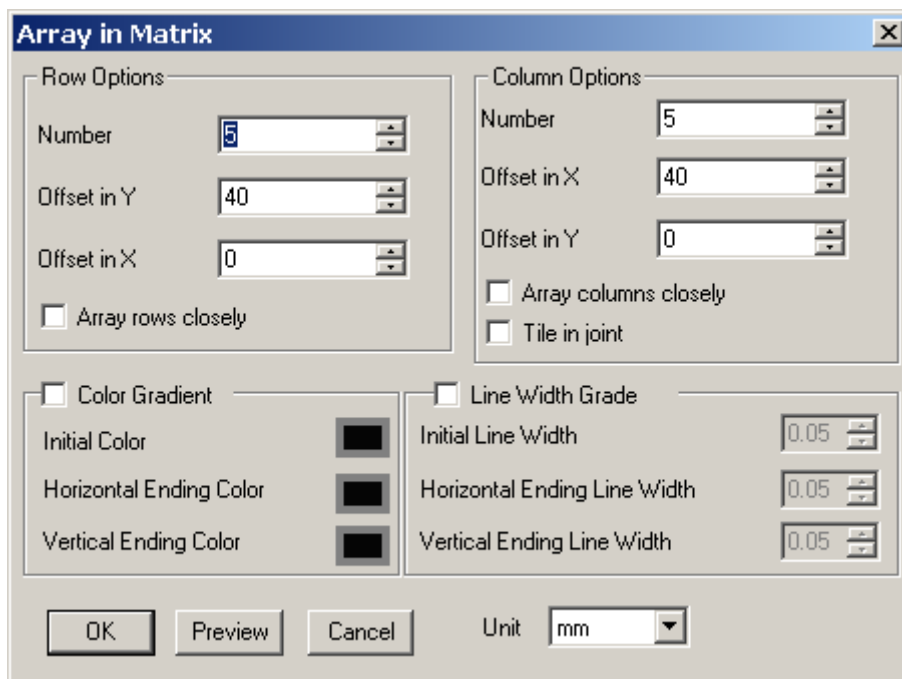 Array in Matrix
Row Options
Number 5
Offset in Y 40
Offset in X 0
Array rows closely
Column Options
Number 5
Offset in X 40
Offset in Y 0
Array columns closely
Tile in joint
Color Gradient
Initial Color
Horizontal Ending Color
Vertical Ending Color
Line Width Grade
Initial Line Width 0.05
Horizontal Ending Line Width 0.05
Vertical Ending Line Width 0.05
OK Preview Cancel Unit mm